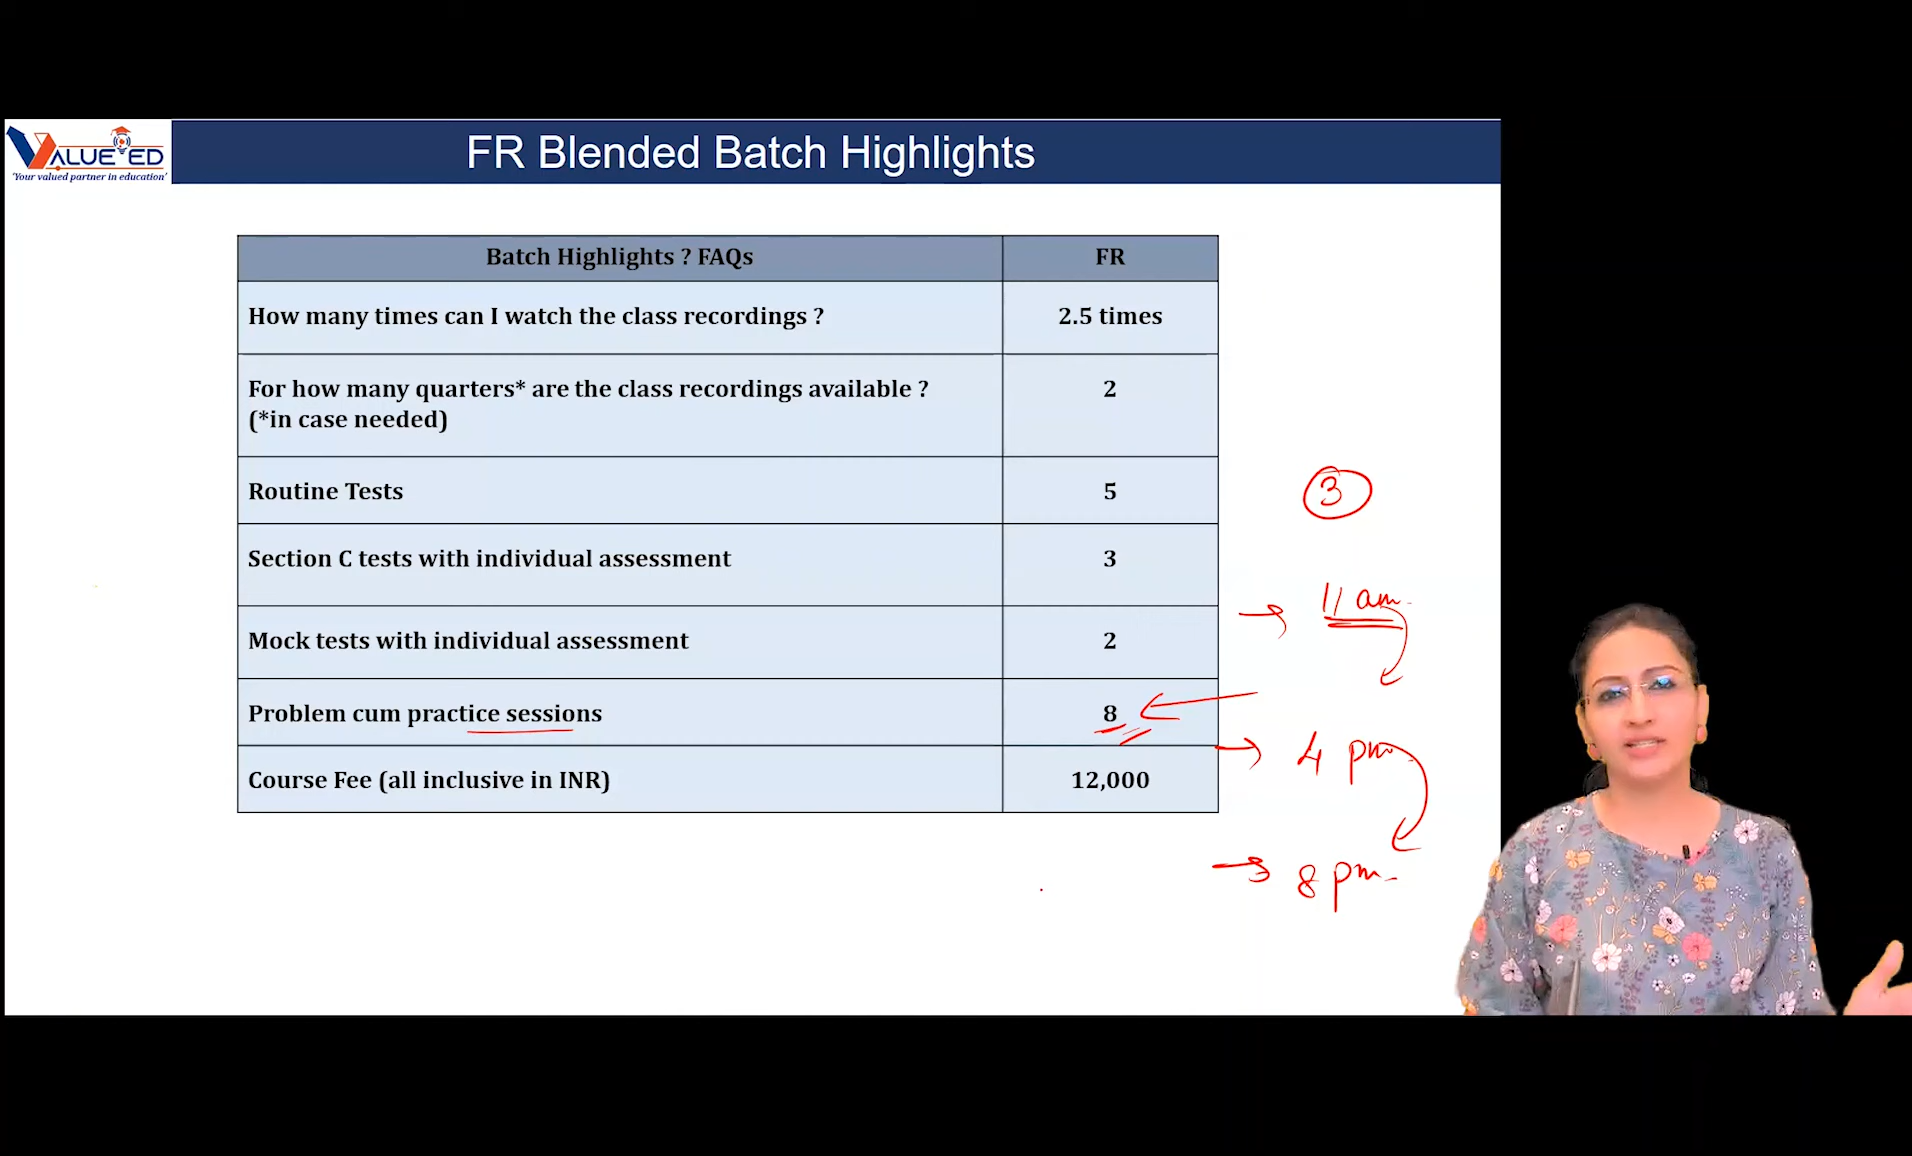 VALUE ED
'Your valued partner in education'
FR Blended Batch Highlights
Batch Highlights ? FAQs FR
How many times can I watch the class recordings ? 2.5 times
For how many quarters* are the class recordings available ? 2
(*in case needed)
Routine Tests 5
3
Section C tests with individual assessment 3
11 am.
Mock tests with individual assessment 2
Problem cum practice sessions 8
4 pm
Course Fee (all inclusive in INR) 12,000
8 pm.